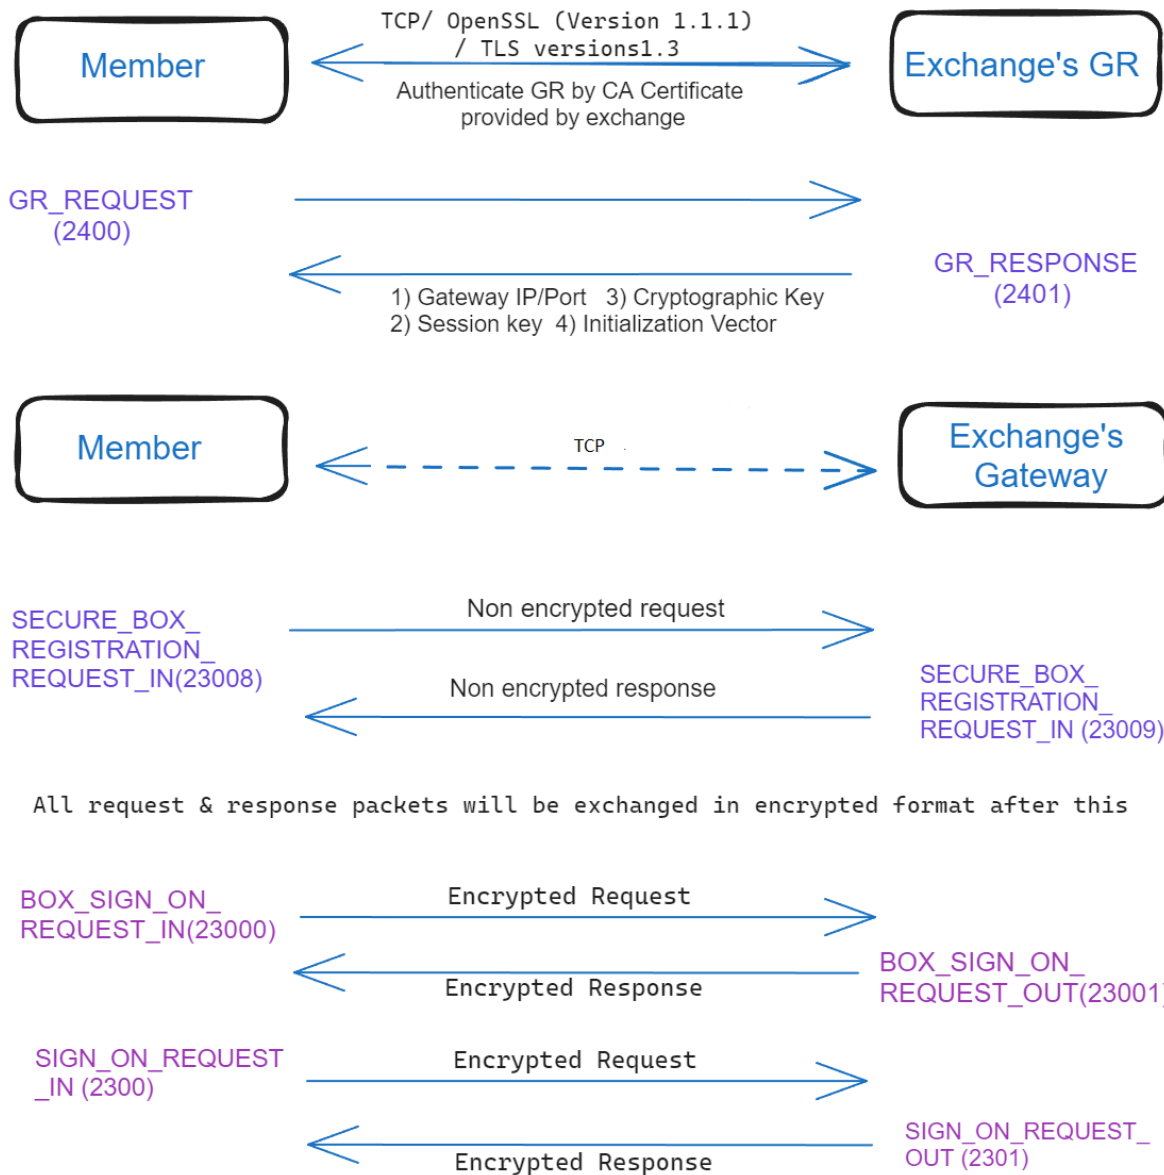 TCP/ OpenSSL (Version 1.1.1)
/ TLS versions1.3
Member
Exchange's GR
Authenticate GR by CA Certificate
provided by exchange
GR_REQUEST
(2400)
GR_RESPONSE
(2401)
1) Gateway IP/Port 3) Cryptographic Key
2) Session key 4) Initialization Vector
Member
TCP
Exchange's
Gateway
Non encrypted request
SECURE_BOX_
REGISTRATION_
REQUEST_IN(23008)
Non encrypted response
SECURE_BOX_
REGISTRATION_
REQUEST_IN (23009)
All request & response packets will be exchanged in encrypted format after this
Encrypted Request
BOX_SIGN_ON_
REQUEST_IN(23000)
Encrypted Response
BOX_SIGN_ON_
REQUEST_OUT(23001)
Encrypted Request
SIGN_ON_REQUEST
_IN (2300)
Encrypted Response
SIGN_ON_REQUEST_
OUT (2301)